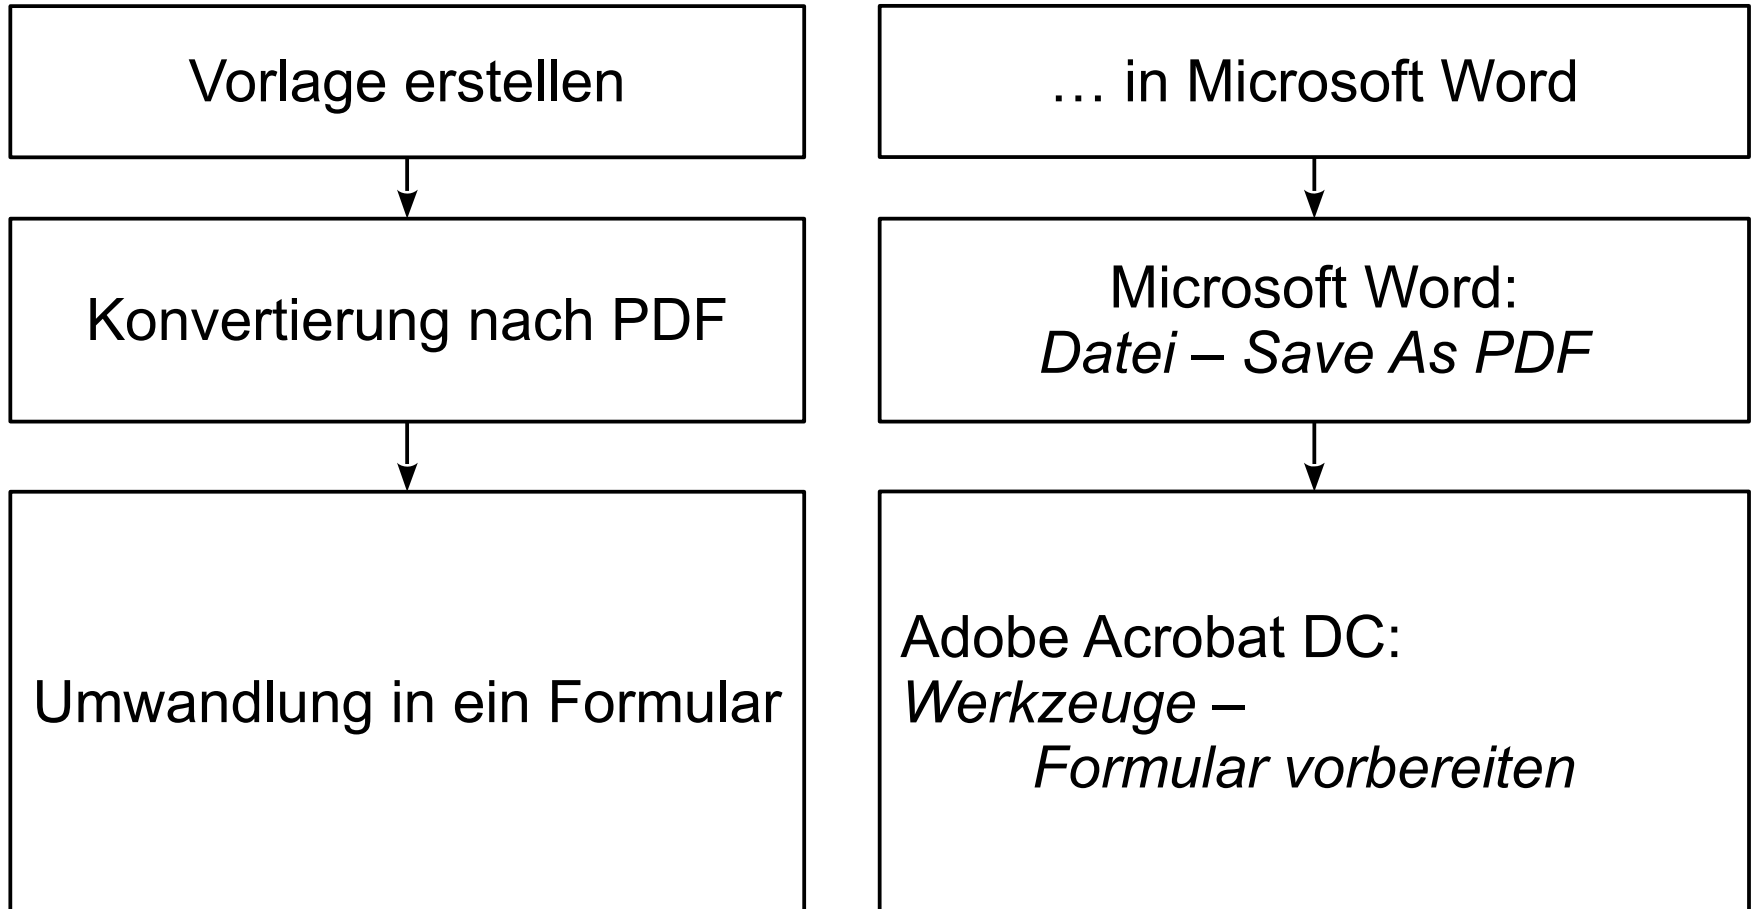 Vorlage erstellen
… in Microsoft Word
Konvertierung nach PDF
Microsoft Word:
Datei – Save As PDF
Umwandlung in ein Formular
Adobe Acrobat DC:
Werkzeuge –
Formular vorbereiten